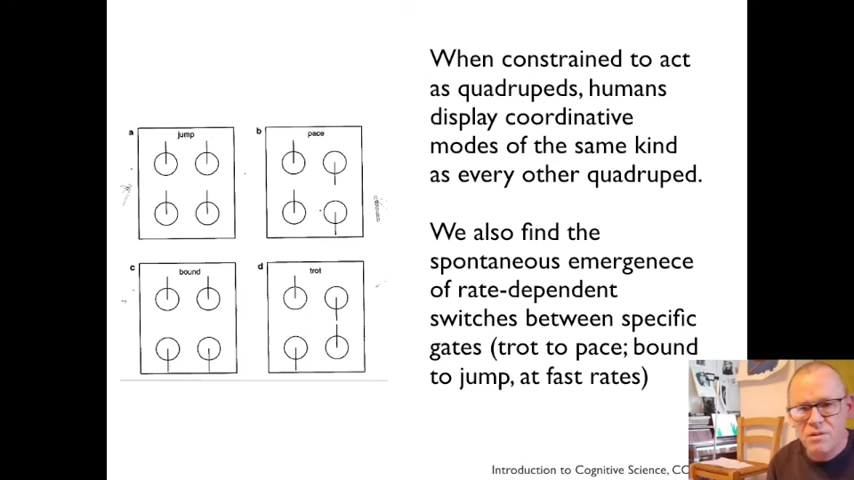 a
jump
b
pace
c
bound
d
trot
When constrained to act
as quadrupeds, humans
display coordinative
modes of the same kind
as every other quadruped.
We also find the
spontaneous emergenece
of rate-dependent
switches between specific
gates (trot to pace; bound
to jump, at fast rates)
Introduction to Cognitive Science, CO